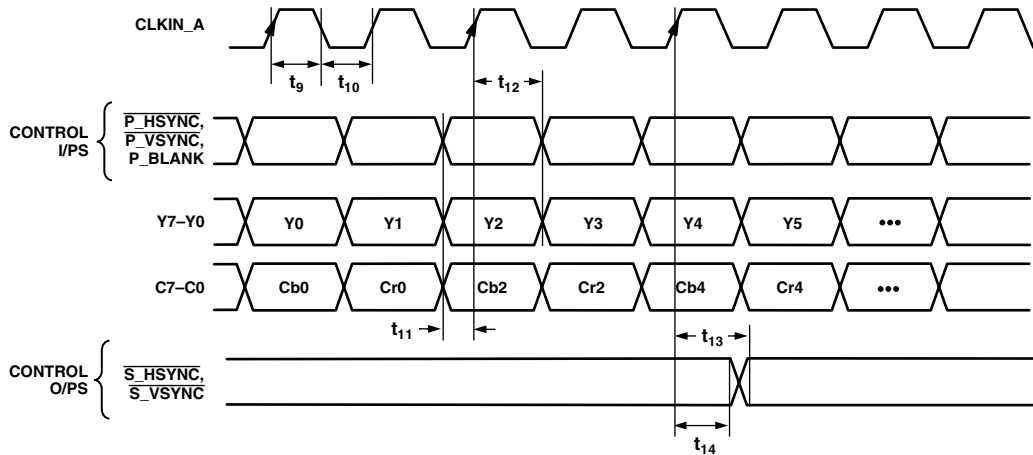 CLKIN_A
t9
t10
t12
CONTROL
I/PS
P_HSYNC,
P_VSYNC,
P_BLANK
Y7–Y0
Y0
Y1
Y2
Y3
Y4
Y5
•••
C7–C0
Cb0
Cr0
Cb2
Cr2
Cb4
Cr4
•••
t11
t13
CONTROL
O/PS
S_HSYNC,
S_VSYNC
t14